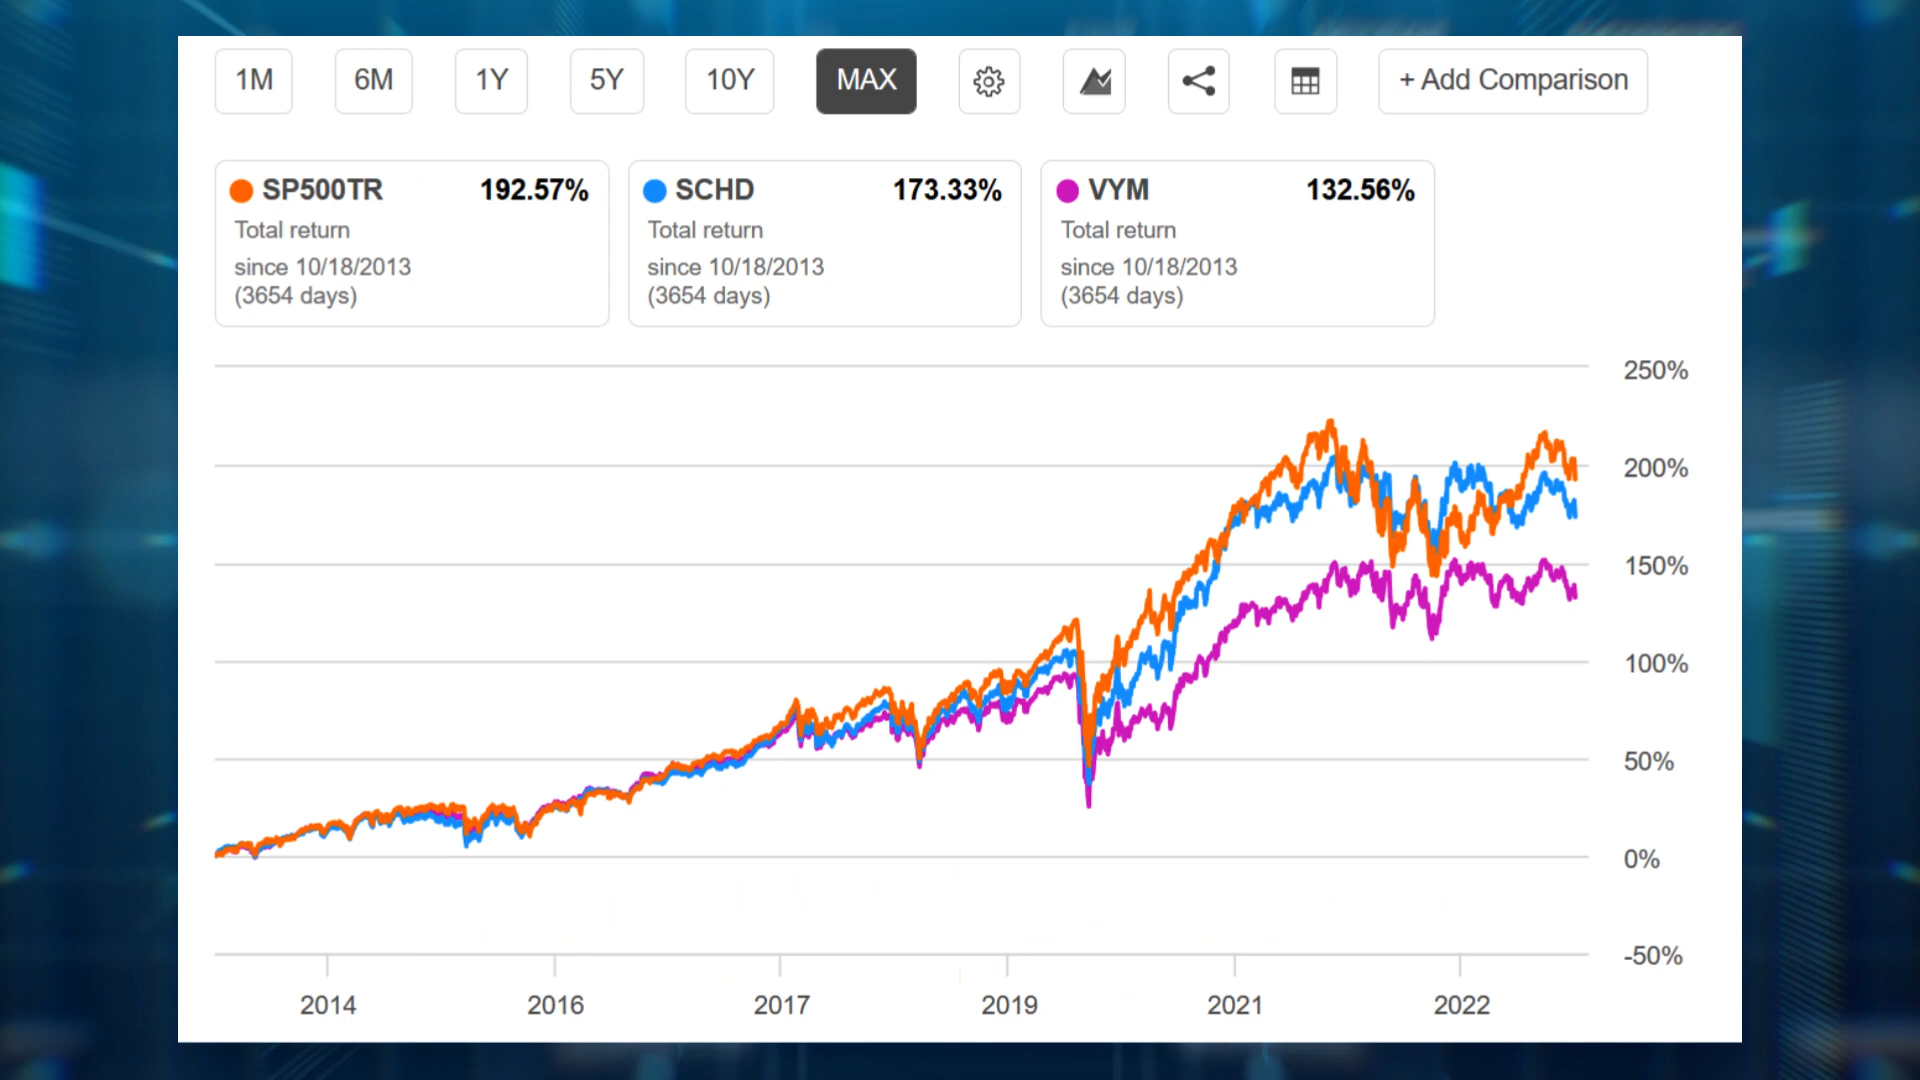 1M 6M 1Y 5Y 10Y MAX + Add Comparison
SP500TR 192.57%
Total return
since 10/18/2013
(3654 days)
SCHD 173.33%
Total return
since 10/18/2013
(3654 days)
VYM 132.56%
Total return
since 10/18/2013
(3654 days)
250%
200%
150%
100%
50%
0%
-50%
2014 2016 2017 2019 2021 2022